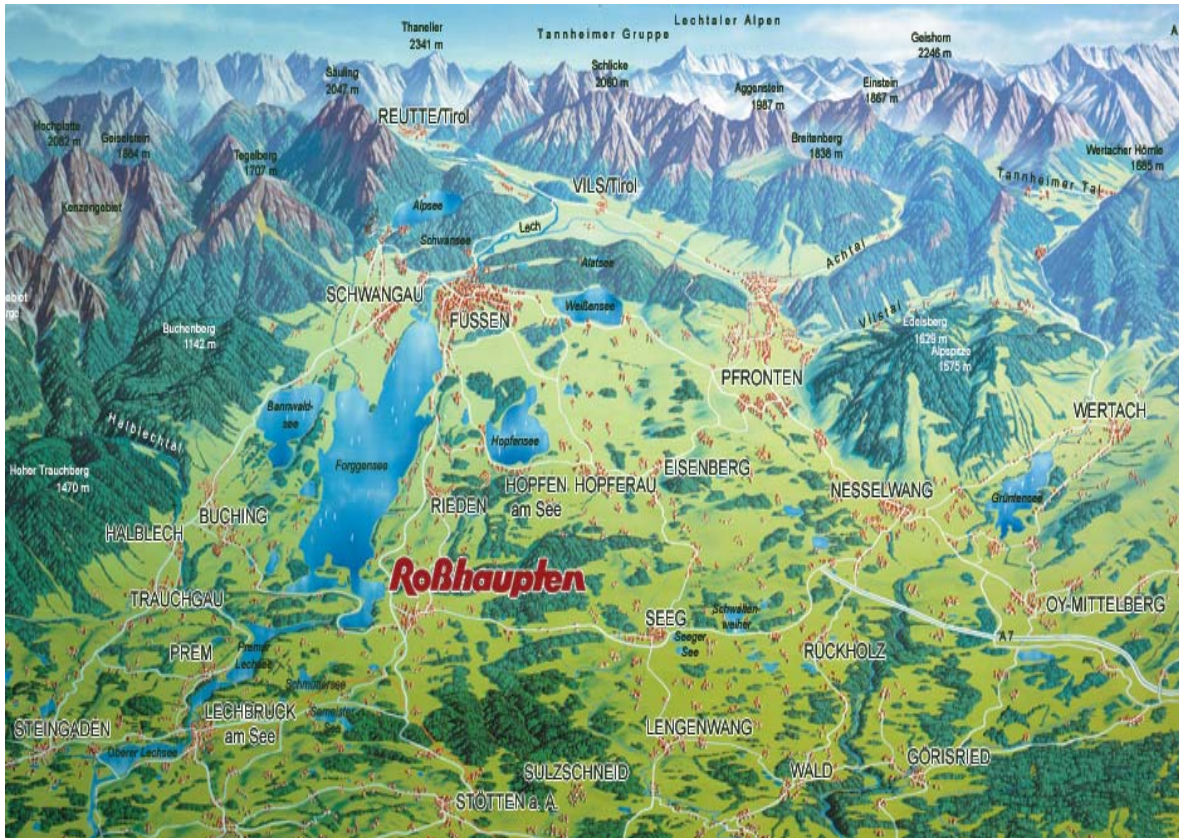 Lechtaler Alpen
Thaneller
2341 m
Tannheimer Gruppe
Geishorn
2246 m
A
Säuling
2047 m
Schlicke
2060 m
Aggenstein
1987 m
Einstein
1867 m
REUTTE/Tirol
Hochplatte
2082 m
Geiselstein
1884 m
Tegelberg
1707 m
Breitenberg
1838 m
Wertacher Hörnle
1685 m
Tannheimer Tal
VILS/Tirol
Kenzengebiet
Alpsee
Lech
Schwansee
Alatsee
Achtal
SCHWANGAU
FÜSSEN
Weißensee
Vilstal
Buchenberg
1142 m
Edelsberg
1629 m
Alpspitze
1575 m
PFRONTEN
Bannwald-
see
WERTACH
Halblechtal
Hopfensee
Forggensee
Hoher Trauchberg
1470 m
EISENBERG
RIEDEN
HOPFEN
am See
HOPFERAU
NESSELWANG
Grüntensee
BUCHING
HALBLECH
Roßhaupten
TRAUCHGAU
OY-MITTELBERG
SEEG
Schwalten-
weiher
Seeger
See
A7
PREM
Premer
Lechsee
RÜCKHOLZ
Schmuttersee
STEINGADEN
LECHBRUCK
am See
LENGENWANG
Oberer Lechsee
SULZSCHNEID
WALD
GÖRISRIED
STÖTTEN a. A.